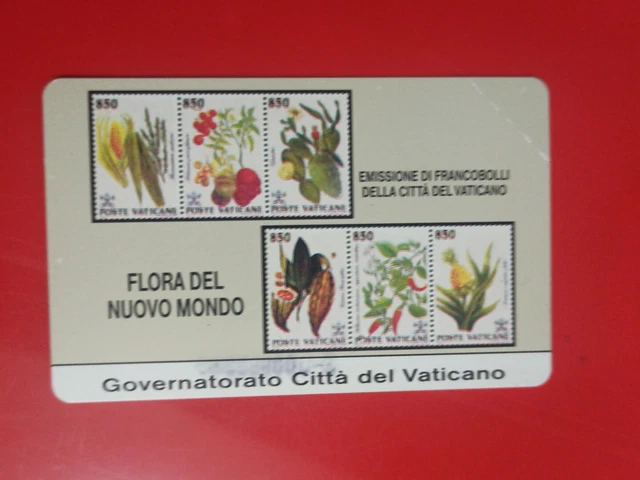 850 850 850
POSTE VATICANE POSTE VATICANE POSTE VATICANE
EMISSIONE DI FRANCOBOLLI
DELLA CITTÀ DEL VATICANO
850 850 850
POSTE VATICANE POSTE VATICANE POSTE VATICANE
FLORA DEL
NUOVO MONDO
Governatorato Città del Vaticano